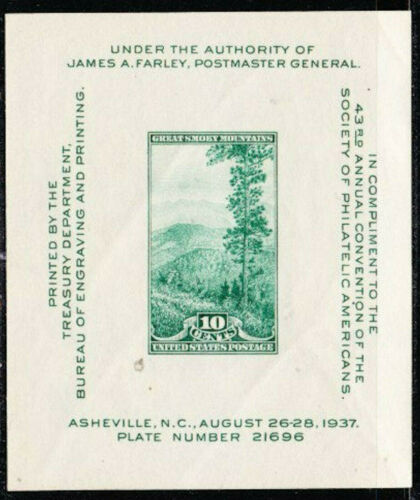 UNDER THE AUTHORITY OF
JAMES A. FARLEY, POSTMASTER GENERAL.
PRINTED BY THE
TREASURY DEPARTMENT,
BUREAU OF ENGRAVING AND PRINTING.
GREAT SMOKY MOUNTAINS
10
CENTS
UNITED STATES POSTAGE
IN COMPLIMENT TO THE
43RD ANNUAL CONVENTION OF THE
SOCIETY OF PHILATELIC AMERICANS.
ASHEVILLE, N.C., AUGUST 26-28, 1937.
PLATE NUMBER 21696